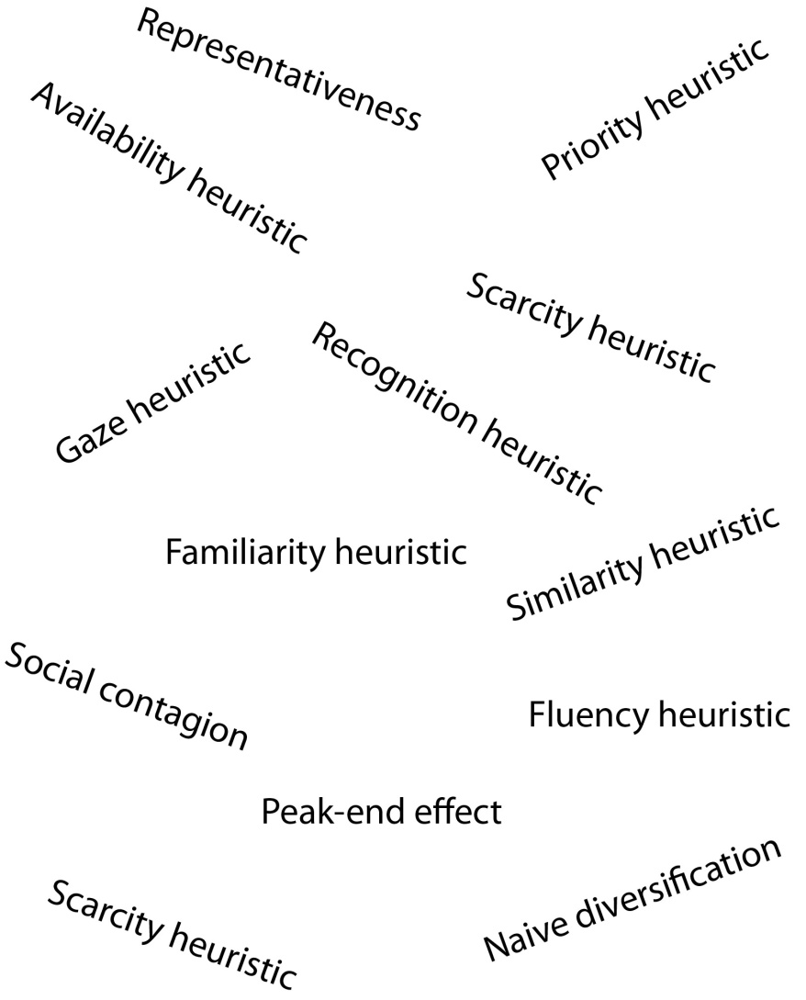 Representativeness
Priority heuristic
Availability heuristic
Scarcity heuristic
Recognition heuristic
Gaze heuristic
Familiarity heuristic
Similarity heuristic
Social contagion
Fluency heuristic
Peak-end effect
Naive diversification
Scarcity heuristic